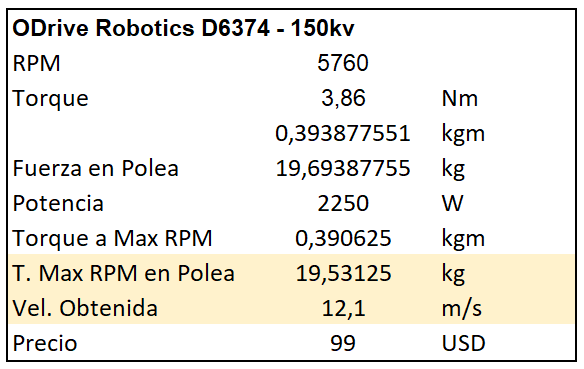 ODrive Robotics D6374 - 150kv
RPM 5760
Torque 3,86 Nm
0,393877551 kgm
Fuerza en Polea 19,69387755 kg
Potencia 2250 W
Torque a Max RPM 0,390625 kgm
T. Max RPM en Polea 19,53125 kg
Vel. Obtenida 12,1 m/s
Precio 99 USD